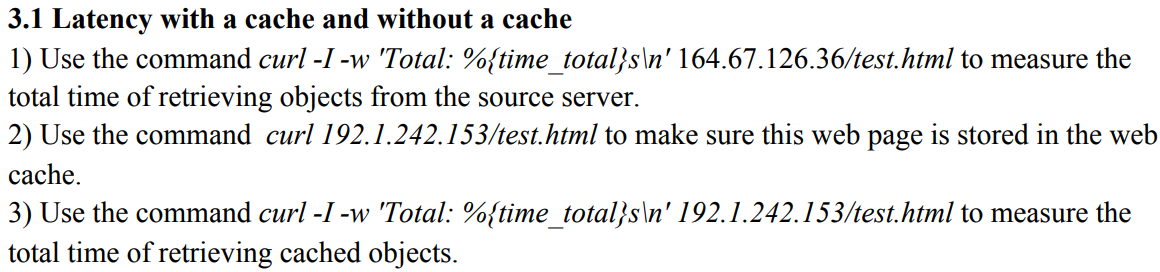 3.1 Latency with a cache and without a cache
1) Use the command curl -I -w 'Total: %{time_total}s\n' 164.67.126.36/test.html to measure the
total time of retrieving objects from the source server.
2) Use the command  curl 192.1.242.153/test.html to make sure this web page is stored in the web
cache.
3) Use the command curl -I -w 'Total: %{time_total}s\n' 192.1.242.153/test.html to measure the
total time of retrieving cached objects.